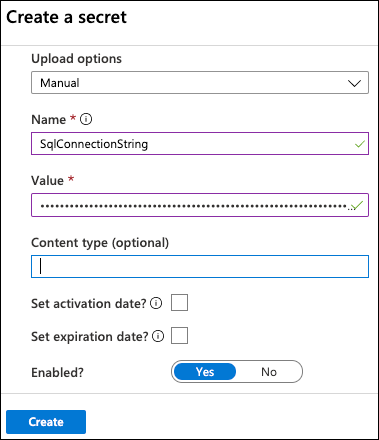 Create a secret
Upload options
Manual
Name *
SqlConnectionString
Value *
••••••••••••••••••••••••••••••••••••••••••••••••••••••••••••••••...
Content type (optional)
Set activation date?
Set expiration date?
Enabled?
Yes
No
Create